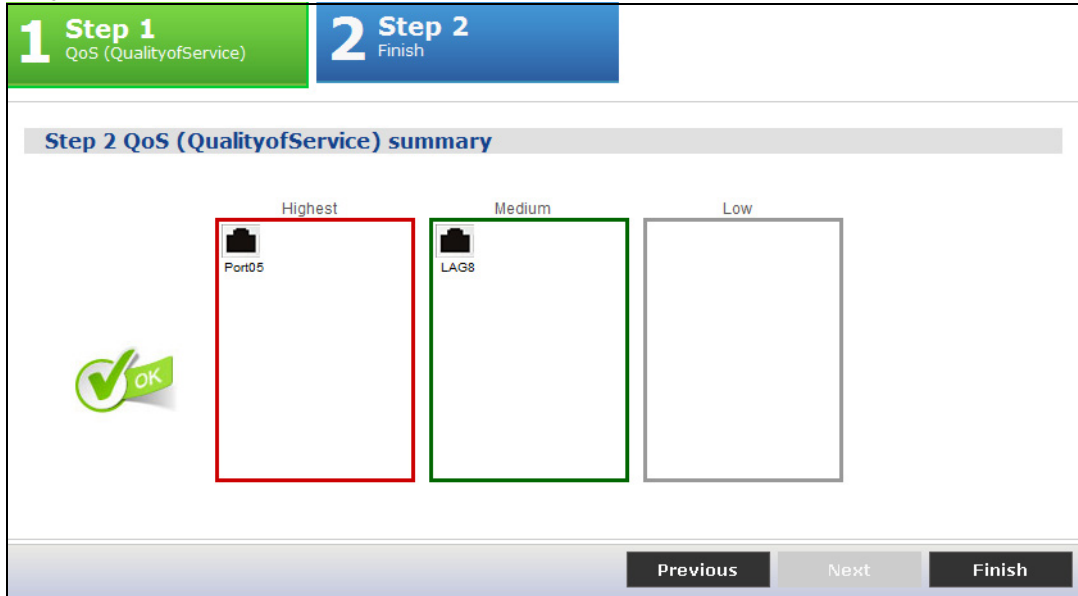 1 Step 1
QoS (QualityofService)
2 Step 2
Finish
Step 2 QoS (QualityofService) summary
Highest Medium Low
Port05 LAG8
OK
Previous Next Finish